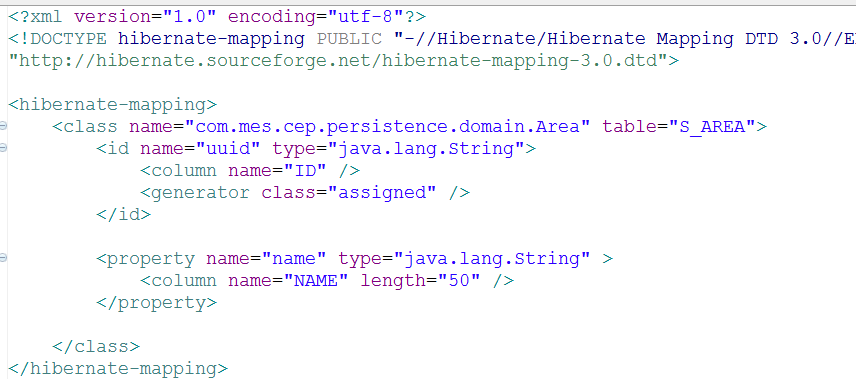 <?xml version="1.0" encoding="utf-8"?>
<!DOCTYPE hibernate-mapping PUBLIC "-//Hibernate/Hibernate Mapping DTD 3.0//E
"http://hibernate.sourceforge.net/hibernate-mapping-3.0.dtd">
<hibernate-mapping>
<class name="com.mes.cep.persistence.domain.Area" table="S_AREA">
<id name="uuid" type="java.lang.String">
<column name="ID" />
<generator class="assigned" />
</id>
<property name="name" type="java.lang.String" >
<column name="NAME" length="50" />
</property>
</class>
</hibernate-mapping>